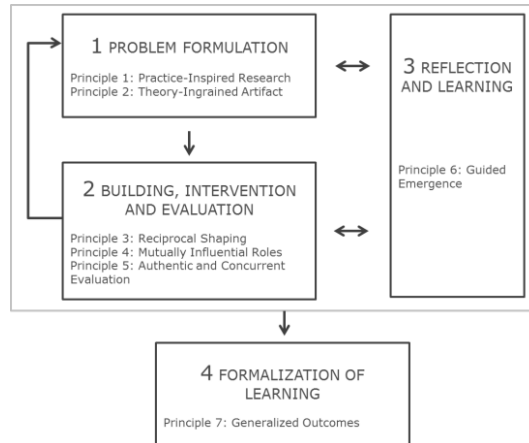 1 PROBLEM FORMULATION
Principle 1: Practice-Inspired Research
Principle 2: Theory-Ingrained Artifact
2 BUILDING, INTERVENTION
AND EVALUATION
Principle 3: Reciprocal Shaping
Principle 4: Mutually Influential Roles
Principle 5: Authentic and Concurrent
Evaluation
3 REFLECTION
AND LEARNING
Principle 6: Guided
Emergence
4 FORMALIZATION OF
LEARNING
Principle 7: Generalized Outcomes